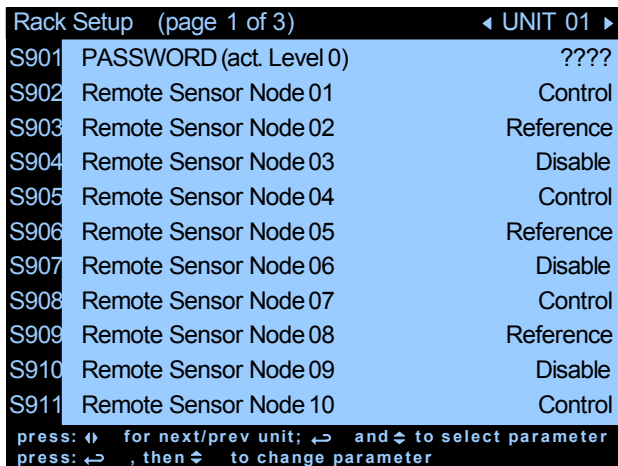 Rack Setup (page 1 of 3) ◂ UNIT 01 ▸
S901 PASSWORD (act. Level 0) ????
S902 Remote Sensor Node 01 Control
S903 Remote Sensor Node 02 Reference
S904 Remote Sensor Node 03 Disable
S905 Remote Sensor Node 04 Control
S906 Remote Sensor Node 05 Reference
S907 Remote Sensor Node 06 Disable
S908 Remote Sensor Node 07 Control
S909 Remote Sensor Node 08 Reference
S910 Remote Sensor Node 09 Disable
S911 Remote Sensor Node 10 Control
press: ◂▸ for next/prev unit; ↵ and ▴▾ to select parameter
press: ↵ , then ▴▾ to change parameter